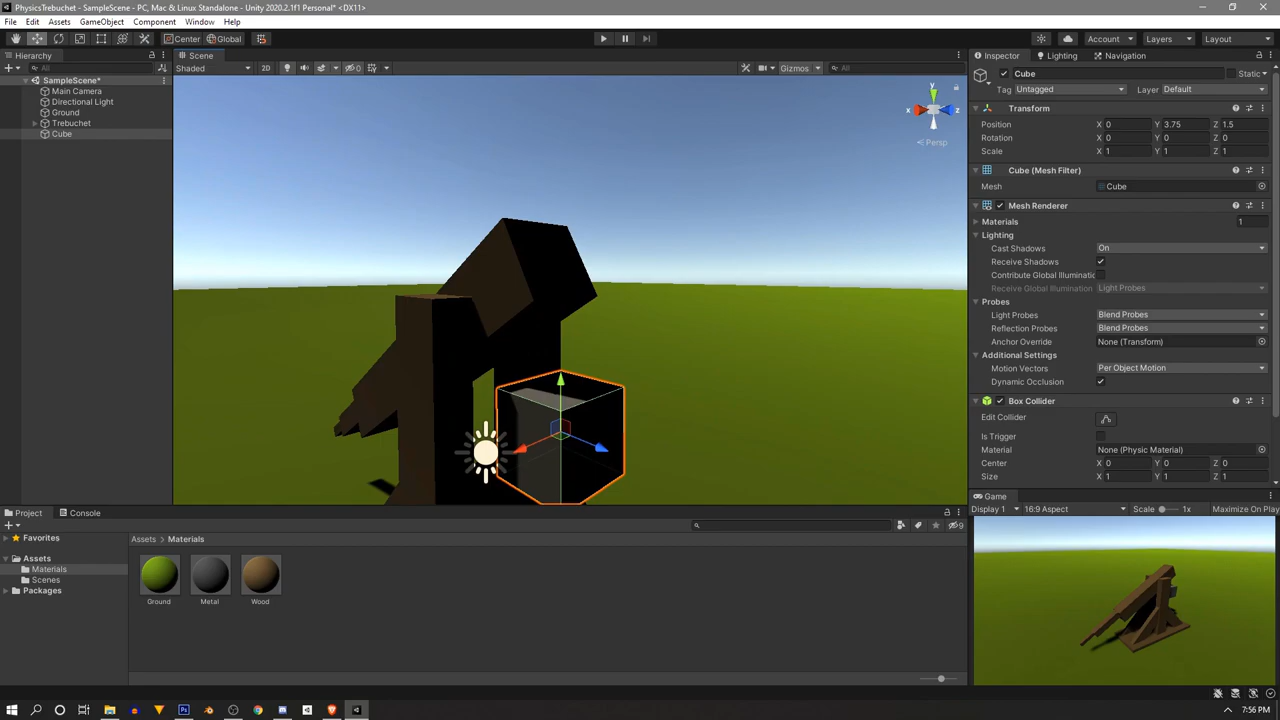 PhysicsTrebuchet - SampleScene - PC, Mac & Linux Standalone - Unity 2020.2.1f1 Personal* <DX11>
File Edit Assets GameObject Component Window Help
Center Global Account Layers Layout
Hierarchy
All
SampleScene*
Main Camera
Directional Light
Ground
Trebuchet
Cube
Scene
Shaded 2D 0 Gizmos All
y
x z
Persp
Inspector Lighting Navigation
Cube Static
Tag Untagged Layer Default
Transform
Position X 0 Y 3.75 Z 1.5
Rotation X 0 Y 0 Z 0
Scale X 1 Y 1 Z 1
Cube (Mesh Filter)
Mesh Cube
Mesh Renderer
Materials 1
Lighting
Cast Shadows On
Receive Shadows
Contribute Global Illuminatic
Receive Global Illumination Light Probes
Probes
Light Probes Blend Probes
Reflection Probes Blend Probes
Anchor Override None (Transform)
Additional Settings
Motion Vectors Per Object Motion
Dynamic Occlusion
Box Collider
Edit Collider
Is Trigger
Material None (Physic Material)
Center X 0 Y 0 Z 0
Size X 1 Y 1 Z 1
Game
Display 1 16:9 Aspect Scale 1x Maximize On Play
Project Console
9
Favorites
Assets
Materials
Scenes
Packages
Assets Materials
Ground Metal Wood
7:56 PM